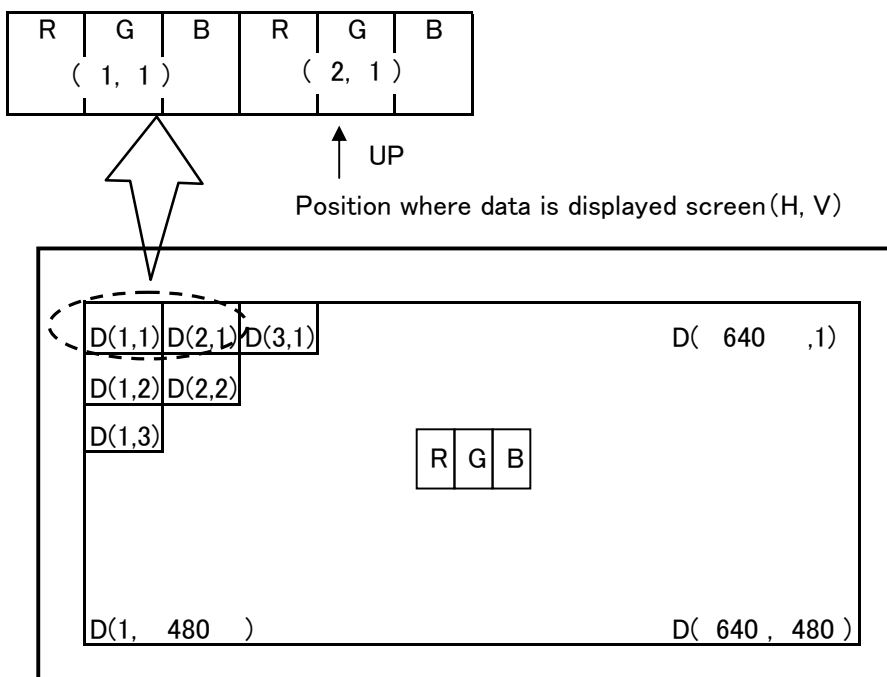 R G B R G B
( 1, 1 ) ( 2, 1 )
UP
Position where data is displayed screen(H, V)
D(1,1) D(2,1) D(3,1) D( 640 ,1)
D(1,2) D(2,2)
D(1,3)
R G B
D(1, 480 ) D( 640 , 480 )